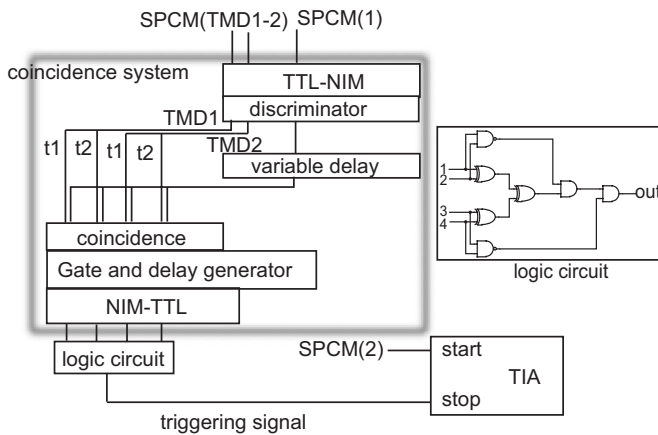 SPCM(TMD1-2) SPCM(1)
coincidence system
TTL-NIM
discriminator
TMD1
TMD2
t1 t2 t1 t2
variable delay
coincidence
Gate and delay generator
NIM-TTL
logic circuit
triggering signal
1
2
3
4
out
logic circuit
SPCM(2)
start
TIA
stop